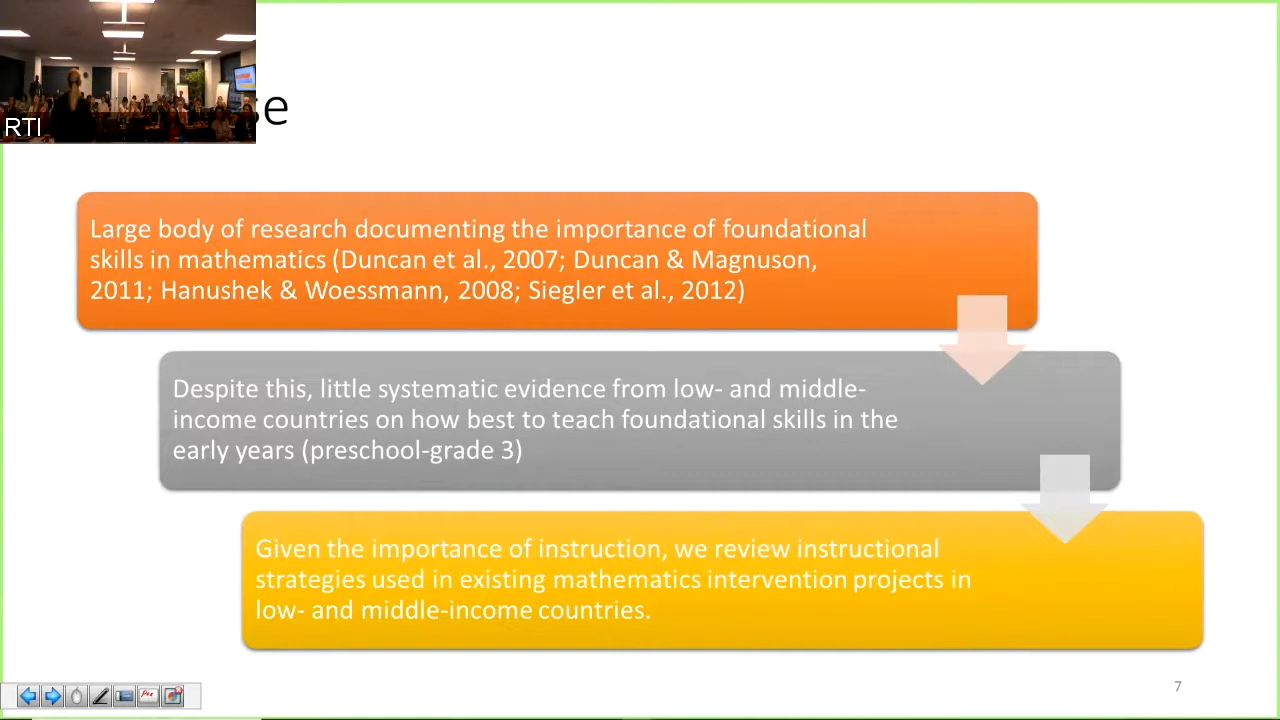 RTI
se
Large body of research documenting the importance of foundational
skills in mathematics (Duncan et al., 2007; Duncan & Magnuson,
2011; Hanushek & Woessmann, 2008; Siegler et al., 2012)
Despite this, little systematic evidence from low- and middle-
income countries on how best to teach foundational skills in the
early years (preschool-grade 3)
Given the importance of instruction, we review instructional
strategies used in existing mathematics intervention projects in
low- and middle-income countries.
7